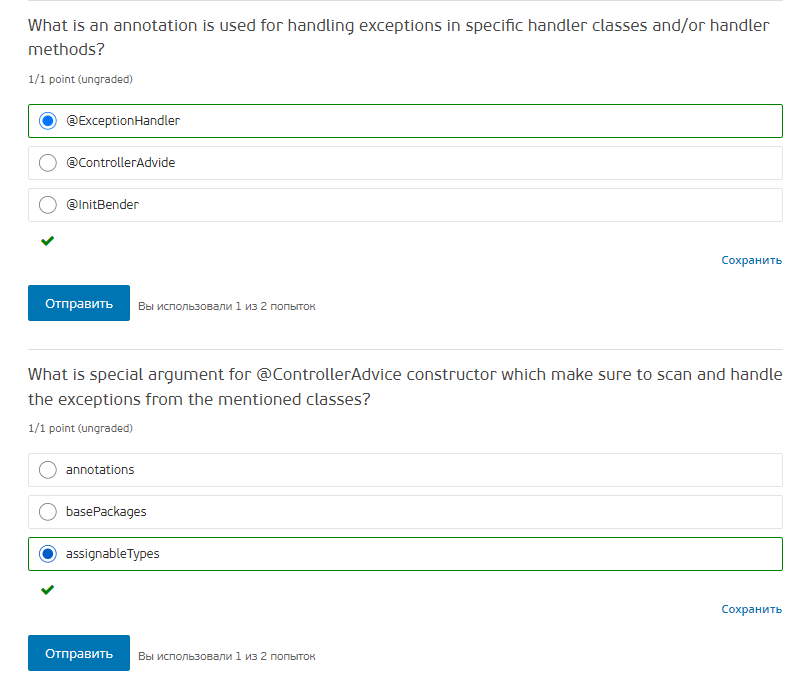 What is an annotation is used for handling exceptions in specific handler classes and/or handler
methods?
1/1 point (ungraded)
@ExceptionHandler
@ControllerAdvide
@InitBender
Сохранить
Отправить Вы использовали 1 из 2 попыток
What is special argument for @ControllerAdvice constructor which make sure to scan and handle
the exceptions from the mentioned classes?
1/1 point (ungraded)
annotations
basePackages
assignableTypes
Сохранить
Отправить Вы использовали 1 из 2 попыток